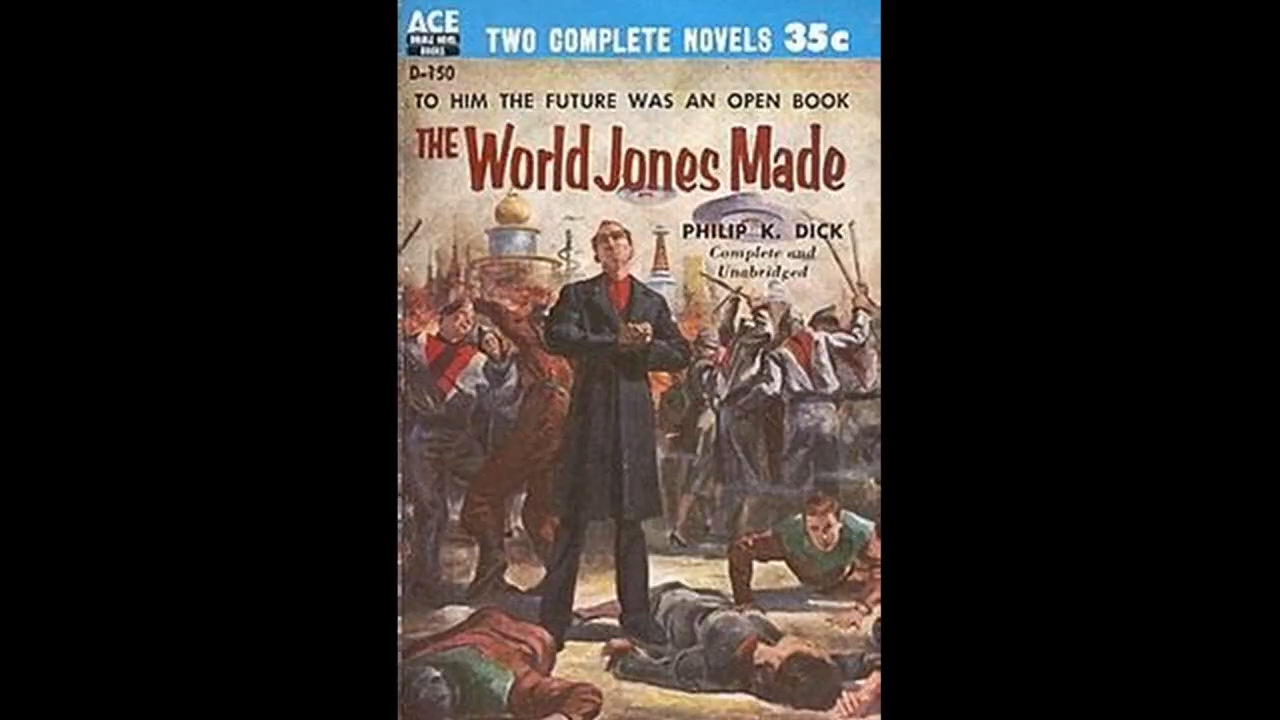 ACE
DOUBLE NOVEL
BOOKS
TWO COMPLETE NOVELS 35c
D-150
TO HIM THE FUTURE WAS AN OPEN BOOK
THE World Jones Made
PHILIP K. DICK
Complete and
Unabridged